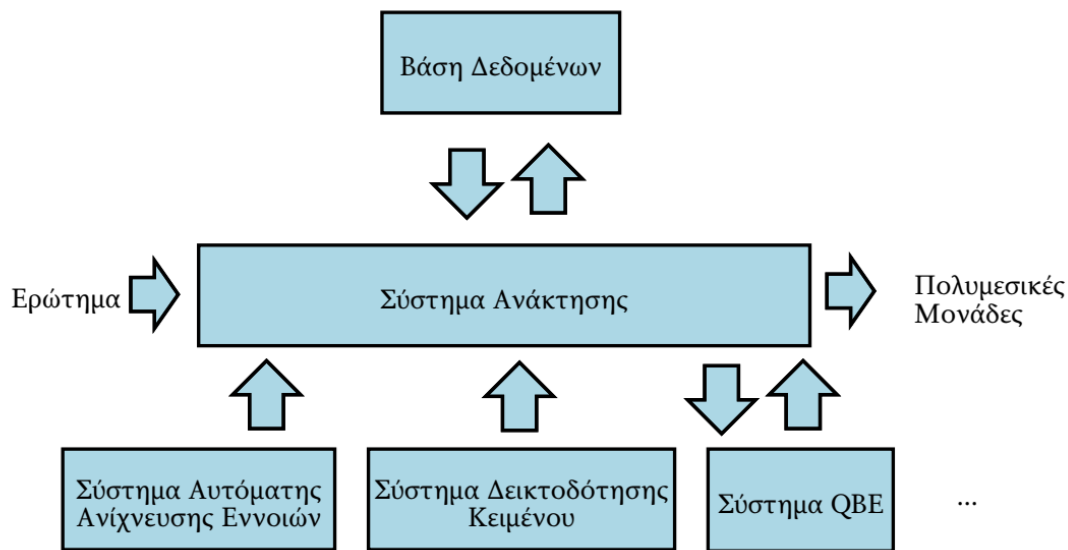 Βάση Δεδομένων
Ερώτημα
Σύστημα Ανάκτησης
Πολυμεσικές
Μονάδες
Σύστημα Αυτόματης
Ανίχνευσης Εννοιών
Σύστημα Δεικτοδότησης
Κειμένου
Σύστημα QBE
...